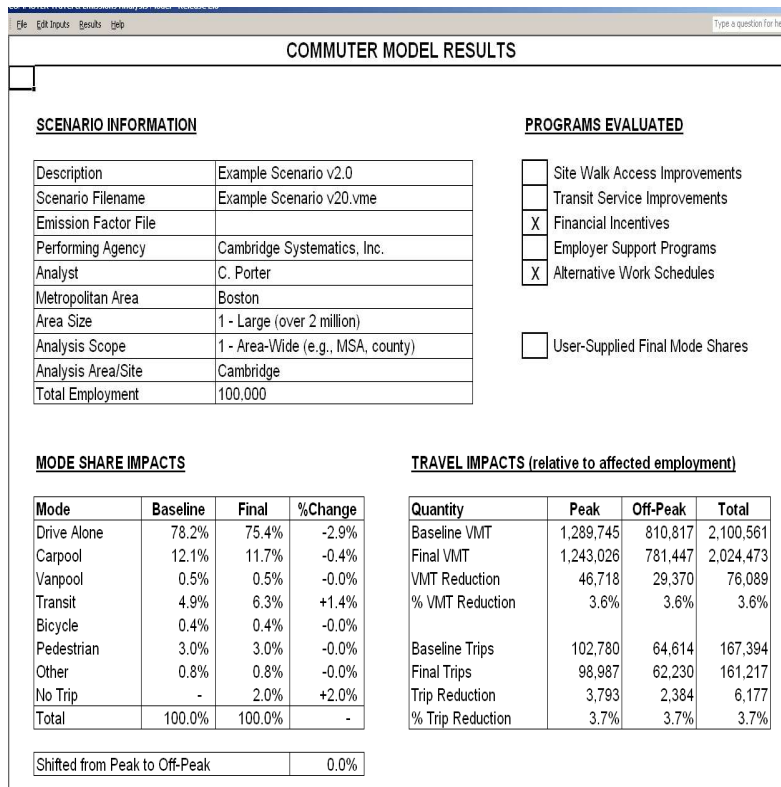 File Edit Inputs Results Help
Type a question for he
COMMUTER MODEL RESULTS
SCENARIO INFORMATION
Description Example Scenario v2.0
Scenario Filename Example Scenario v20.vme
Emission Factor File
Performing Agency Cambridge Systematics, Inc.
Analyst C. Porter
Metropolitan Area Boston
Area Size 1 - Large (over 2 million)
Analysis Scope 1 - Area-Wide (e.g., MSA, county)
Analysis Area/Site Cambridge
Total Employment 100,000
PROGRAMS EVALUATED
Site Walk Access Improvements
Transit Service Improvements
X Financial Incentives
Employer Support Programs
X Alternative Work Schedules
User-Supplied Final Mode Shares
MODE SHARE IMPACTS
Mode Baseline Final %Change
Drive Alone 78.2% 75.4% -2.9%
Carpool 12.1% 11.7% -0.4%
Vanpool 0.5% 0.5% -0.0%
Transit 4.9% 6.3% +1.4%
Bicycle 0.4% 0.4% -0.0%
Pedestrian 3.0% 3.0% -0.0%
Other 0.8% 0.8% -0.0%
No Trip - 2.0% +2.0%
Total 100.0% 100.0% -
Shifted from Peak to Off-Peak 0.0%
TRAVEL IMPACTS (relative to affected employment)
Quantity Peak Off-Peak Total
Baseline VMT 1,289,745 810,817 2,100,561
Final VMT 1,243,026 781,447 2,024,473
VMT Reduction 46,718 29,370 76,089
% VMT Reduction 3.6% 3.6% 3.6%
Baseline Trips 102,780 64,614 167,394
Final Trips 98,987 62,230 161,217
Trip Reduction 3,793 2,384 6,177
% Trip Reduction 3.7% 3.7% 3.7%